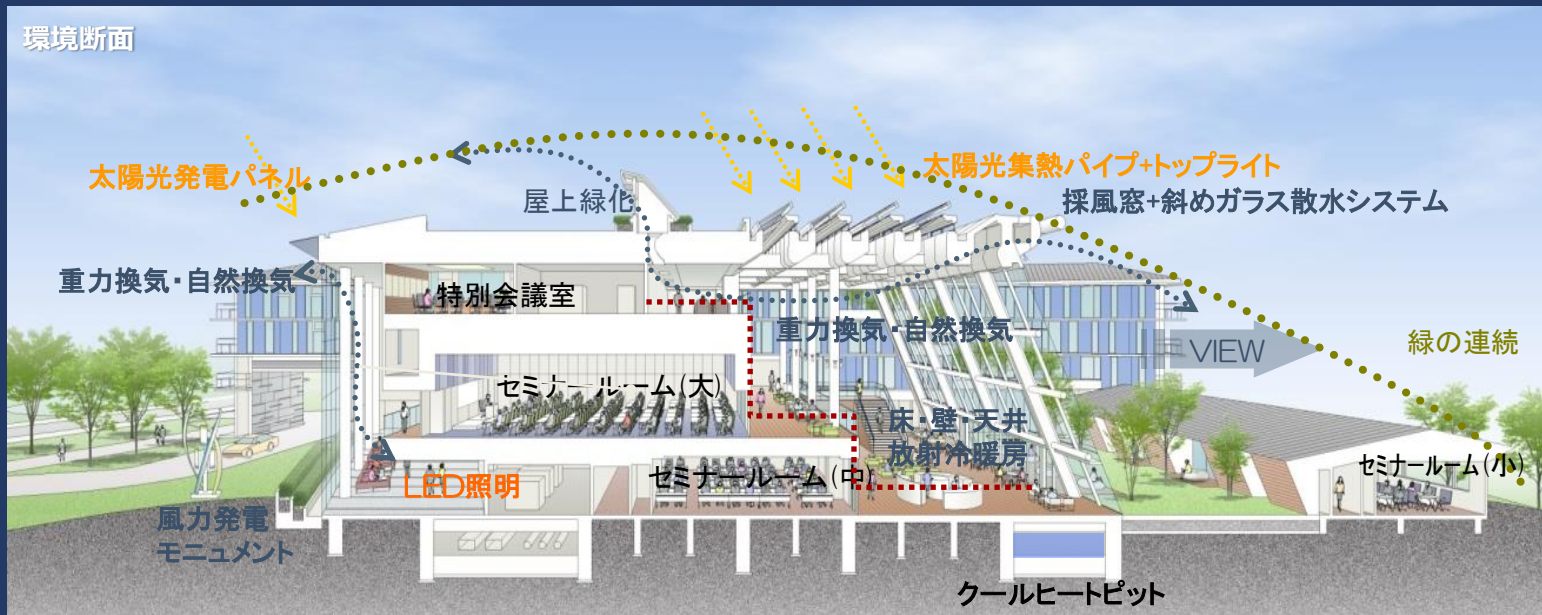 環境断面
太陽光発電パネル
太陽光集熱パイプ+トップライト
屋上緑化
採風窓+斜めガラス散水システム
重力換気・自然換気
特別会議室
重力換気・自然換気
VIEW
緑の連続
セミナールーム(大)
床・壁・天井
放射冷暖房
セミナールーム(中)
セミナールーム(小)
LED照明
風力発電
モニュメント
クールヒートピット